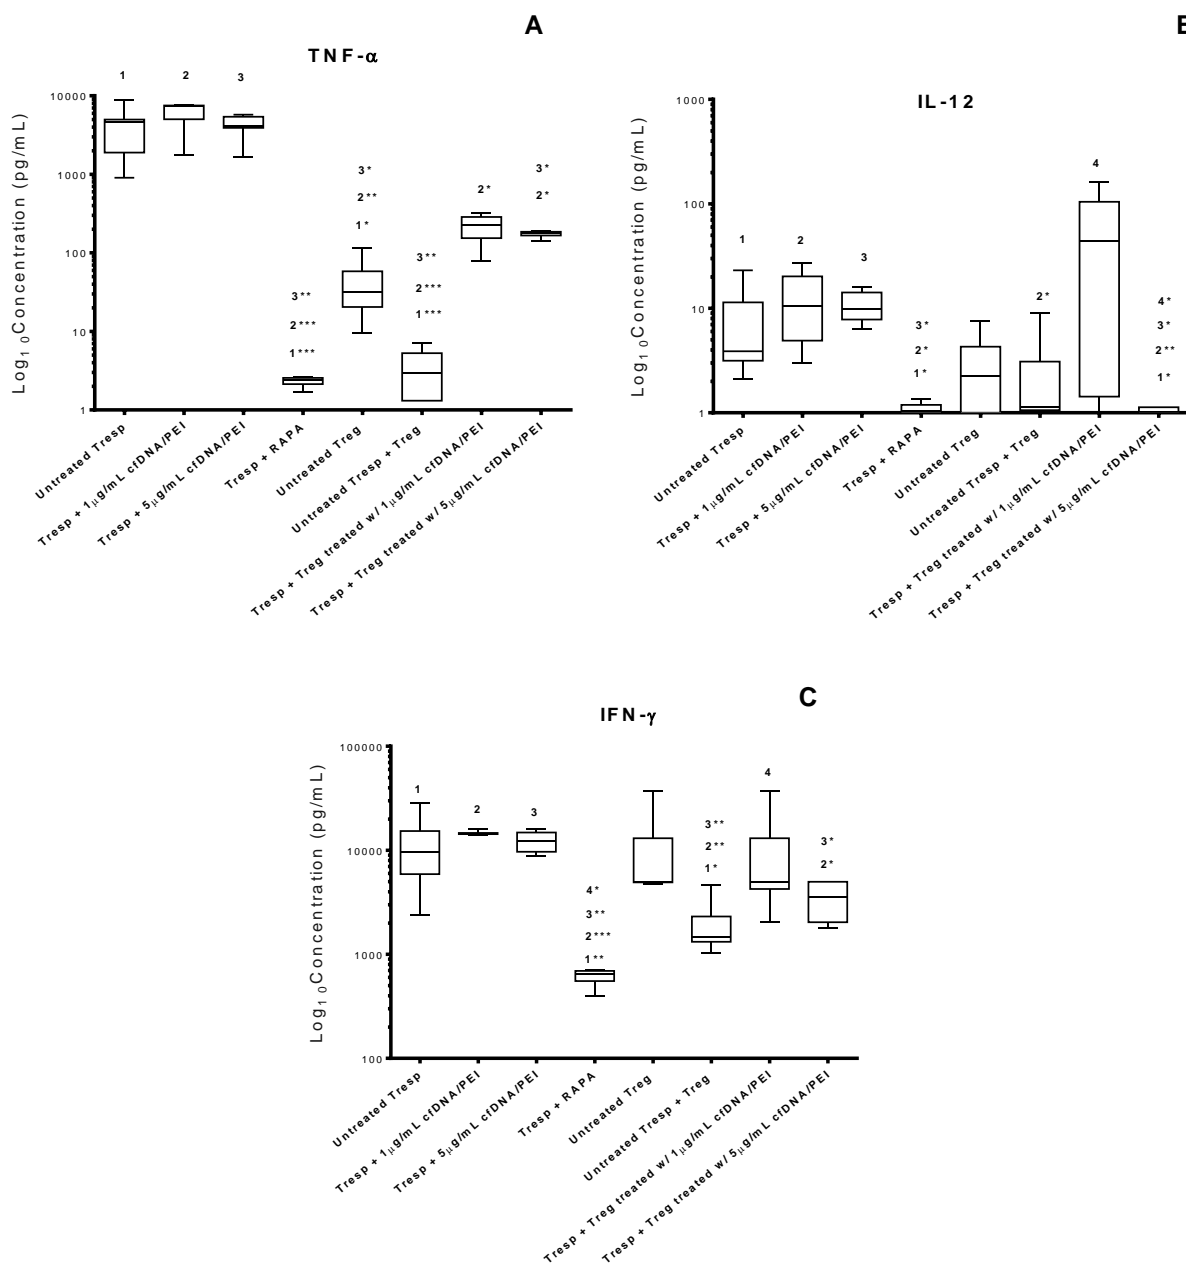 A
TNF-α
Log10Concentration (pg/mL)
10000
1000
100
10
1
1
2
3
3**
2***
1***
3*
2**
1*
3**
2***
1***
2*
3*
2*
Untreated Tresp
Tresp + 1μg/mL cfDNA/PEI
Tresp + 5μg/mL cfDNA/PEI
Tresp + RAPA
Untreated Treg
Untreated Tresp + Treg
Tresp + Treg treated w/ 1μg/mL cfDNA/PEI
Tresp + Treg treated w/ 5μg/mL cfDNA/PEI
IL-12
Log10Concentration (pg/mL)
1000
100
10
1
1
2
3
3*
2*
1*
2*
4
4*
3*
2**
1*
Untreated Tresp
Tresp + 1μg/mL cfDNA/PEI
Tresp + 5μg/mL cfDNA/PEI
Tresp + RAPA
Untreated Treg
Untreated Tresp + Treg
Tresp + Treg treated w/ 1μg/mL cfDNA/PEI
Tresp + Treg treated w/ 5μg/mL cfDNA/PEI
C
IFN-γ
Log10Concentration (pg/mL)
100000
10000
1000
100
1
2
3
4*
3**
2***
1**
3**
2**
1*
4
3*
2*
Untreated Tresp
Tresp + 1μg/mL cfDNA/PEI
Tresp + 5μg/mL cfDNA/PEI
Tresp + RAPA
Untreated Treg
Untreated Tresp + Treg
Tresp + Treg treated w/ 1μg/mL cfDNA/PEI
Tresp + Treg treated w/ 5μg/mL cfDNA/PEI